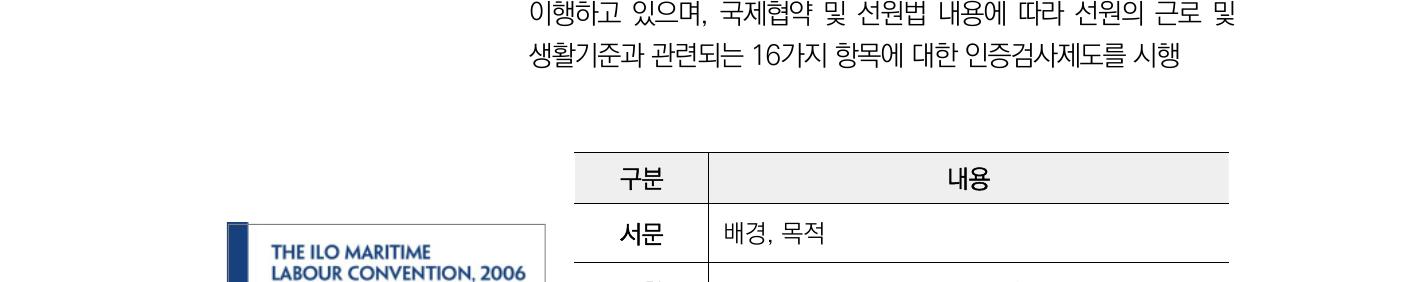 이행하고 있으며, 국제협약 및 선원법 내용에 따라 선원의 근로 및
생활기준과 관련되는 16가지 항목에 대한 인증검사제도를 시행
구분 내용
서문 배경, 목적
THE ILO MARITIME
LABOUR CONVENTION, 2006